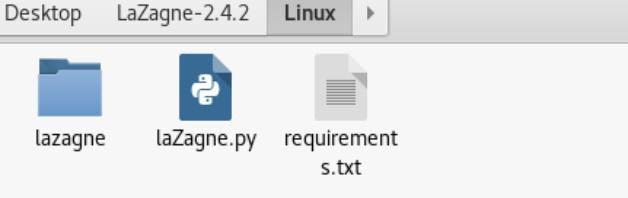 Desktop LaZagne-2.4.2 Linux
lazagne laZagne.py requirement
s.txt